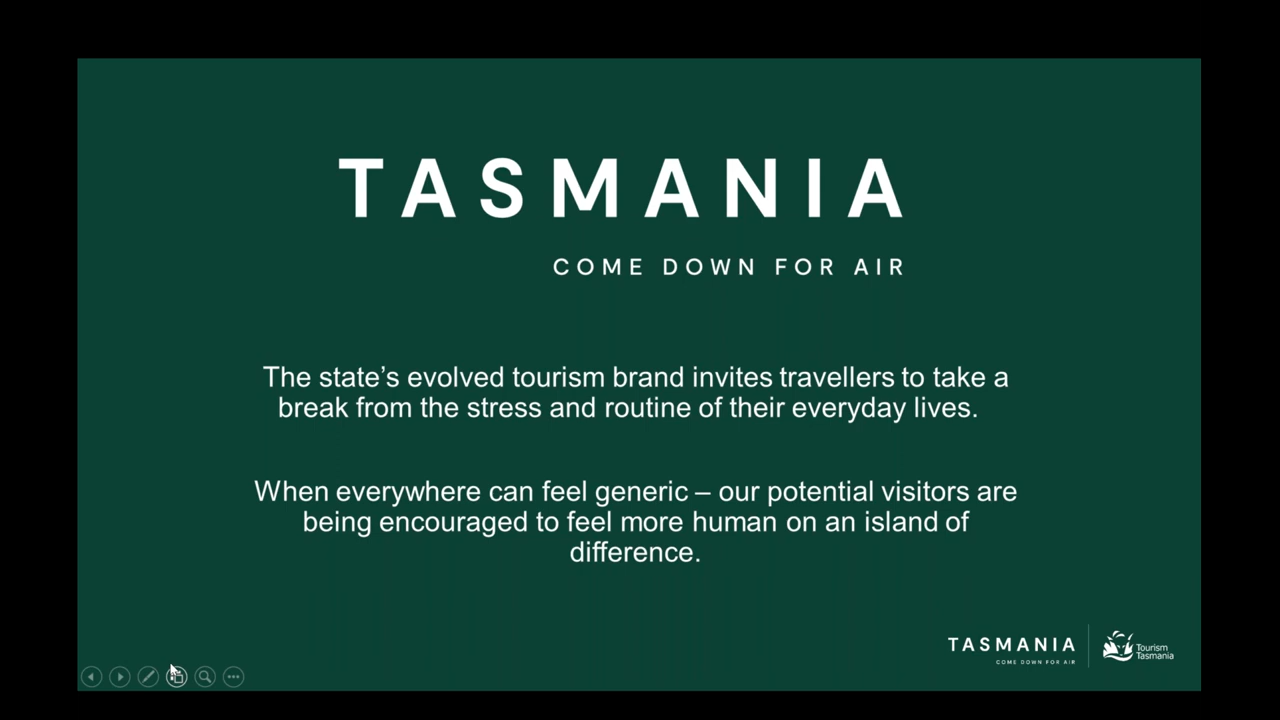 TASMANIA
COME DOWN FOR AIR
The state’s evolved tourism brand invites travellers to take a
break from the stress and routine of their everyday lives.
When everywhere can feel generic – our potential visitors are
being encouraged to feel more human on an island of
difference.
TASMANIA
COME DOWN FOR AIR
Tourism
Tasmania